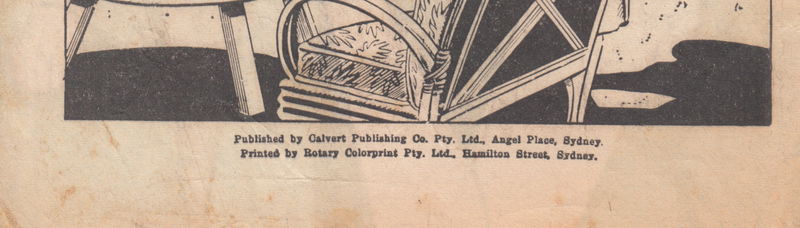 Published by Calvert Publishing Co. Pty. Ltd., Angel Place, Sydney.
Printed by Rotary Colorprint Pty. Ltd., Hamilton Street, Sydney.